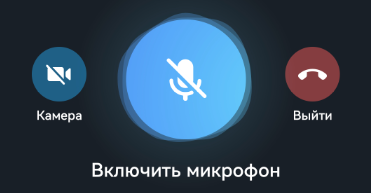 Камера
Выйти
Включить микрофон